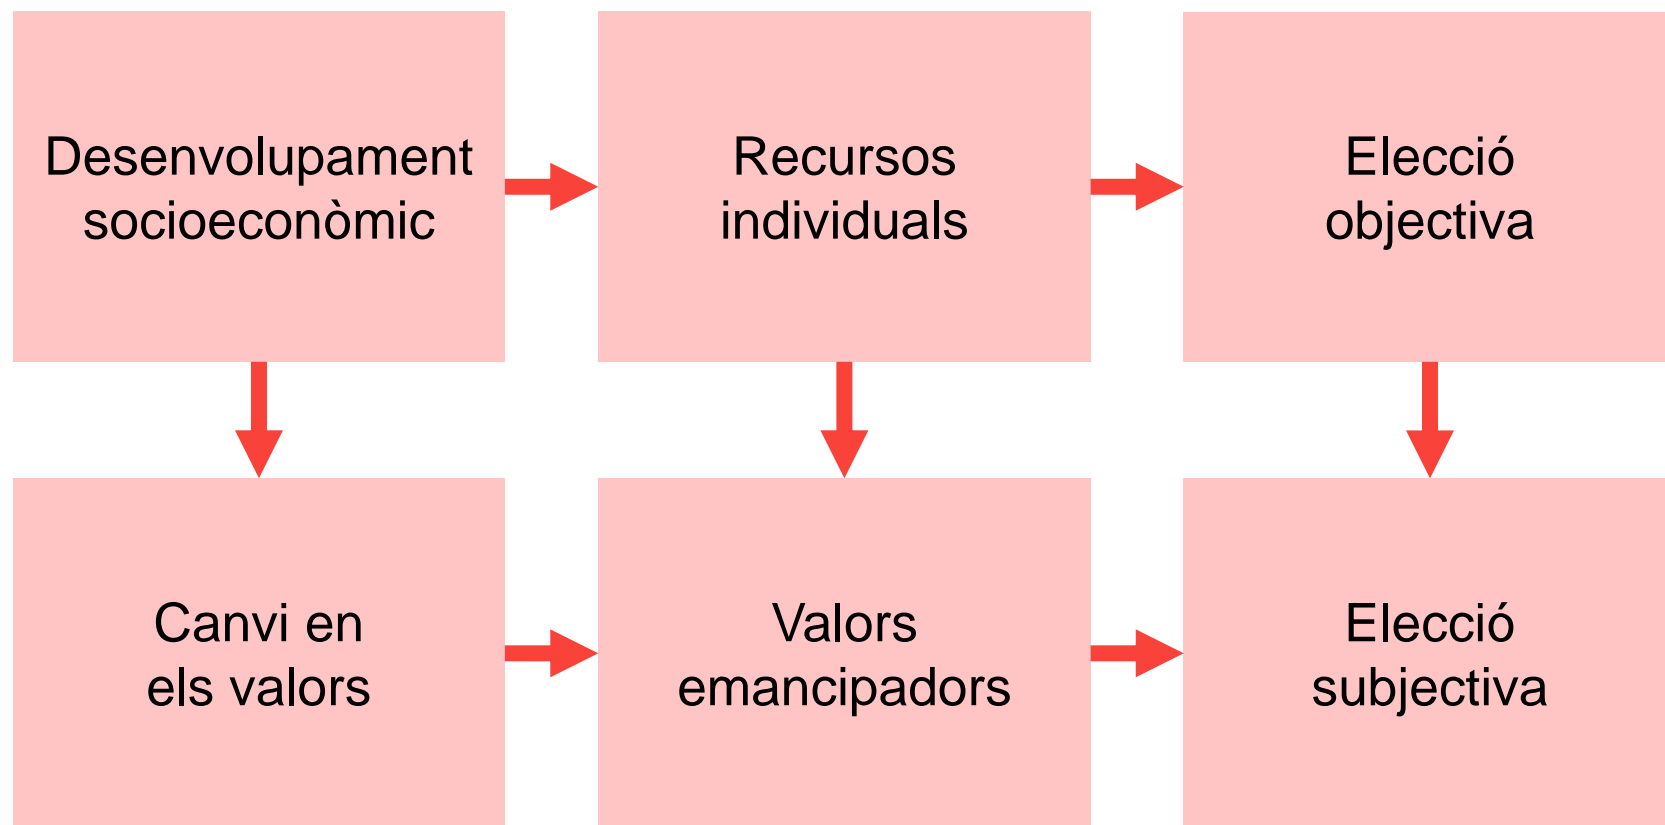 Desenvolupament
socioeconòmic
Recursos
individuals
Elecció
objectiva
Canvi en
els valors
Valors
emancipadors
Elecció
subjectiva